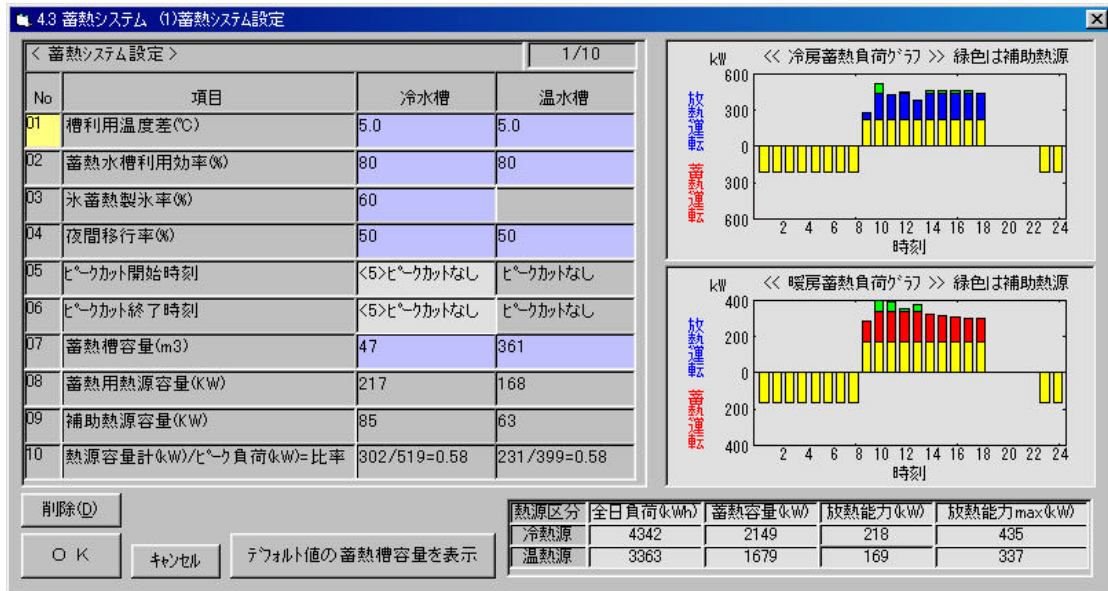 4.3 蓄熱システム (1)蓄熱システム設定
< 蓄熱システム設定 > 1/10
No 項目 冷水槽 温水槽
01 槽利用温度差(℃) 5.0 5.0
02 蓄熱水槽利用効率(%) 80 80
03 氷蓄熱製氷率(%) 60
04 夜間移行率(%) 50 50
05 ピークカット開始時刻 <5>ピークカットなし ピークカットなし
06 ピークカット終了時刻 <5>ピークカットなし ピークカットなし
07 蓄熱槽容量(m3) 47 361
08 蓄熱用熱源容量(KW) 217 168
09 補助熱源容量(KW) 85 63
10 熱源容量計(kW)/ピーク負荷(kW)=比率 302/519=0.58 231/399=0.58
kW << 冷房蓄熱負荷グラフ >> 緑色は補助熱源
放熱運転 蓄熱運転
600
300
0
300
600
2 4 6 8 10 12 14 16 18 20 22 24
時刻
kW << 暖房蓄熱負荷グラフ >> 緑色は補助熱源
放熱運転 蓄熱運転
400
200
0
200
400
2 4 6 8 10 12 14 16 18 20 22 24
時刻
削除(D)
OK キャンセル デフォルト値の蓄熱槽容量を表示
熱源区分 全日負荷(kWh) 蓄熱容量(kW) 放熱能力(kW) 放熱能力max(kW)
冷熱源 4342 2149 218 435
温熱源 3363 1679 169 337